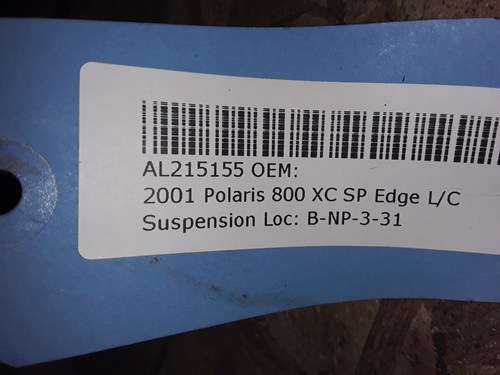 AL215155 OEM:
2001 Polaris 800 XC SP Edge L/C
Suspension Loc: B-NP-3-31